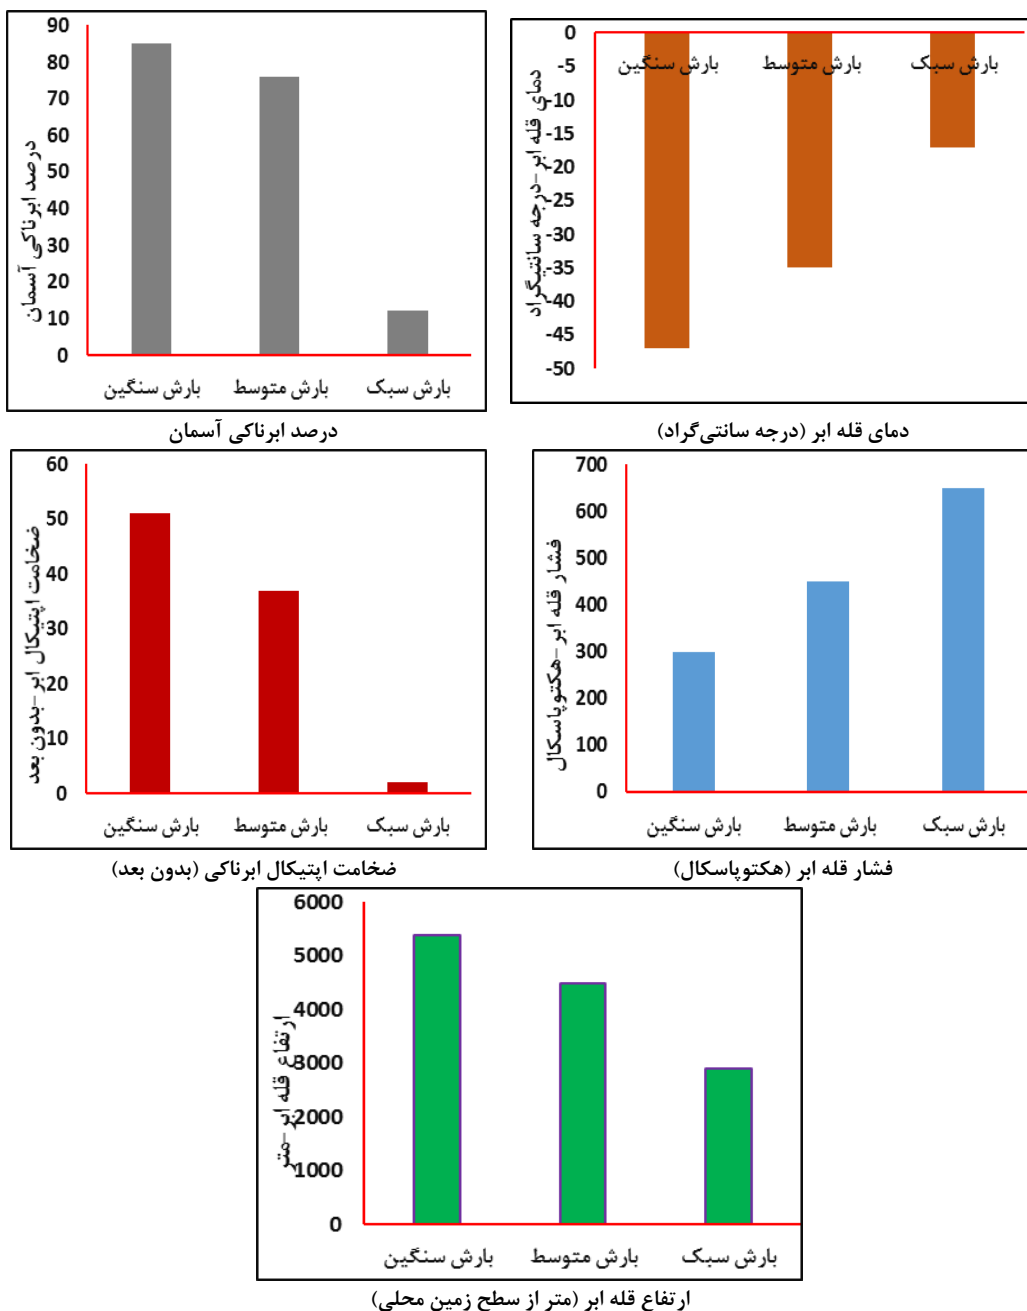 90
80
70
60
50
40
30
20
10
0
درصد ابرناکی آسمان
بارش سنگین
بارش متوسط
بارش سبک
درصد ابرناکی آسمان
0
-5
-10
-15
-20
-25
-30
-35
-40
-45
-50
دمای قله ابر-درجه سانتیگراد
بارش سنگین
بارش متوسط
بارش سبک
دمای قله ابر (درجه سانتی‌گراد)
60
50
40
30
20
10
0
ضخامت اپتیکال ابر-بدون بعد
بارش سنگین
بارش متوسط
بارش سبک
ضخامت اپتیکال ابرناکی (بدون بعد)
700
600
500
400
300
200
100
0
فشار قله ابر-هکتوپاسکال
بارش سنگین
بارش متوسط
بارش سبک
فشار قله ابر (هکتوپاسکال)
6000
5000
4000
3000
2000
1000
0
ارتفاع قله ابر-متر
بارش سنگین
بارش متوسط
بارش سبک
ارتفاع قله ابر (متر از سطح زمین محلی)